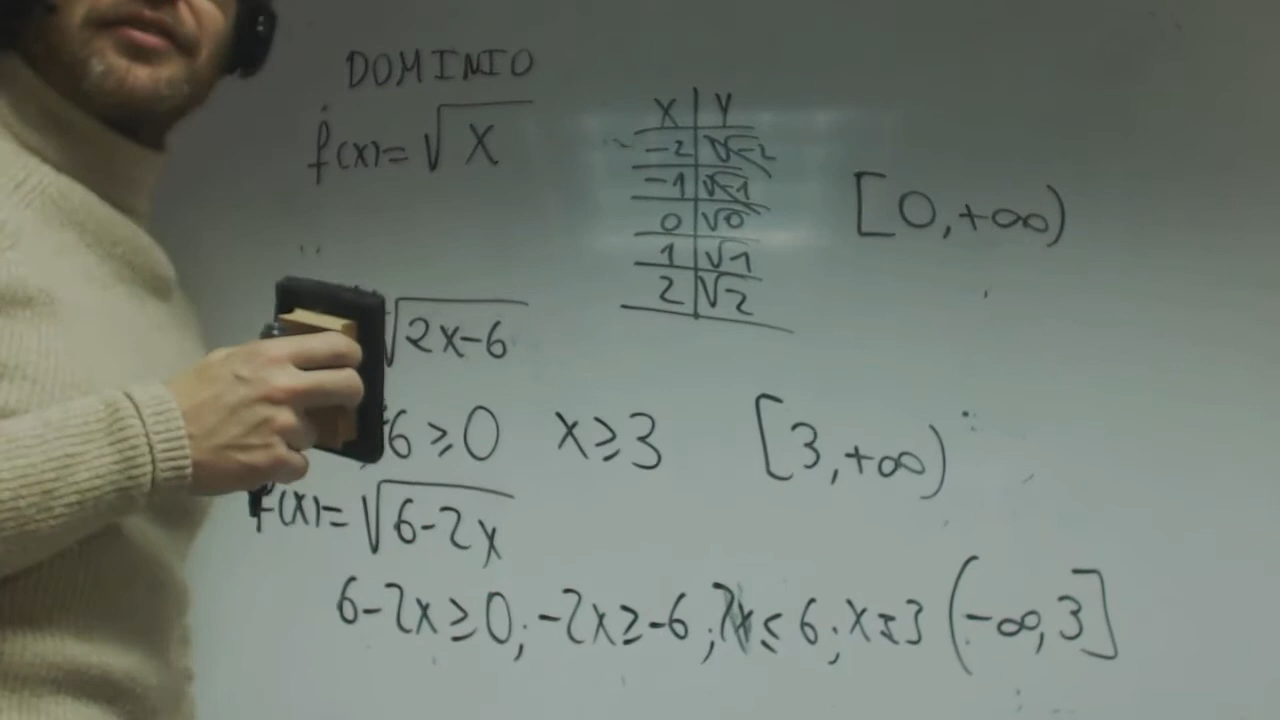 DOMINIO
f(x)=√x
X Y
-2 √-2
-1 √-1
0 √0
1 √1
2 √2
[0,+∞)
√2x-6
6≥0 x≥3 [3,+∞)
f(x)=√6-2x
6-2x≥0; -2x≥-6; 2x≤6; x≤3 (-∞,3]